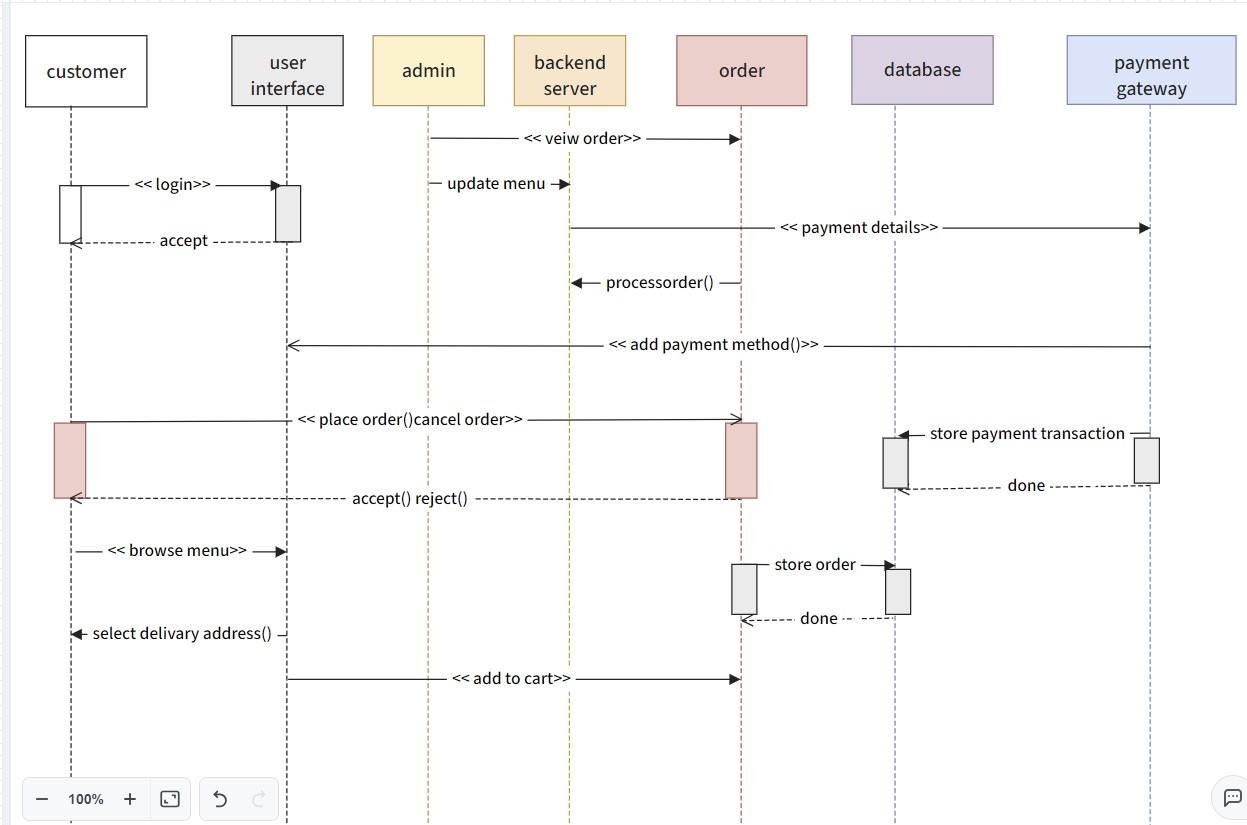 customer
user
interface
admin
backend
server
order
database
payment
gateway
<< veiw order>>
<< login>>
update menu
<< payment details>>
accept
processorder()
<< add payment method()>>
<< place order()cancel order>>
store payment transaction
done
accept() reject()
<< browse menu>>
store order
done
select delivary address()
<< add to cart>>
100%